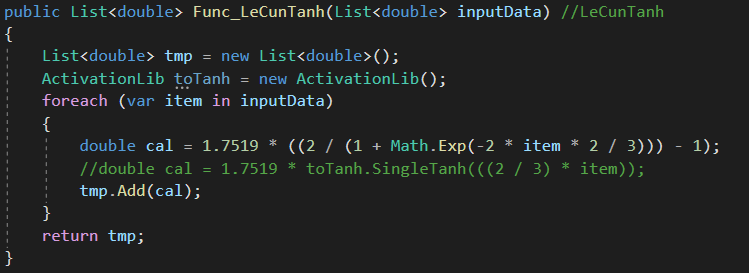 public List<double> Func_LeCunTanh(List<double> inputData) //LeCunTanh
{
List<double> tmp = new List<double>();
ActivationLib toTanh = new ActivationLib();
foreach (var item in inputData)
{
double cal = 1.7519 * ((2 / (1 + Math.Exp(-2 * item * 2 / 3))) - 1);
//double cal = 1.7519 * toTanh.SingleTanh(((2 / 3) * item));
tmp.Add(cal);
}
return tmp;
}